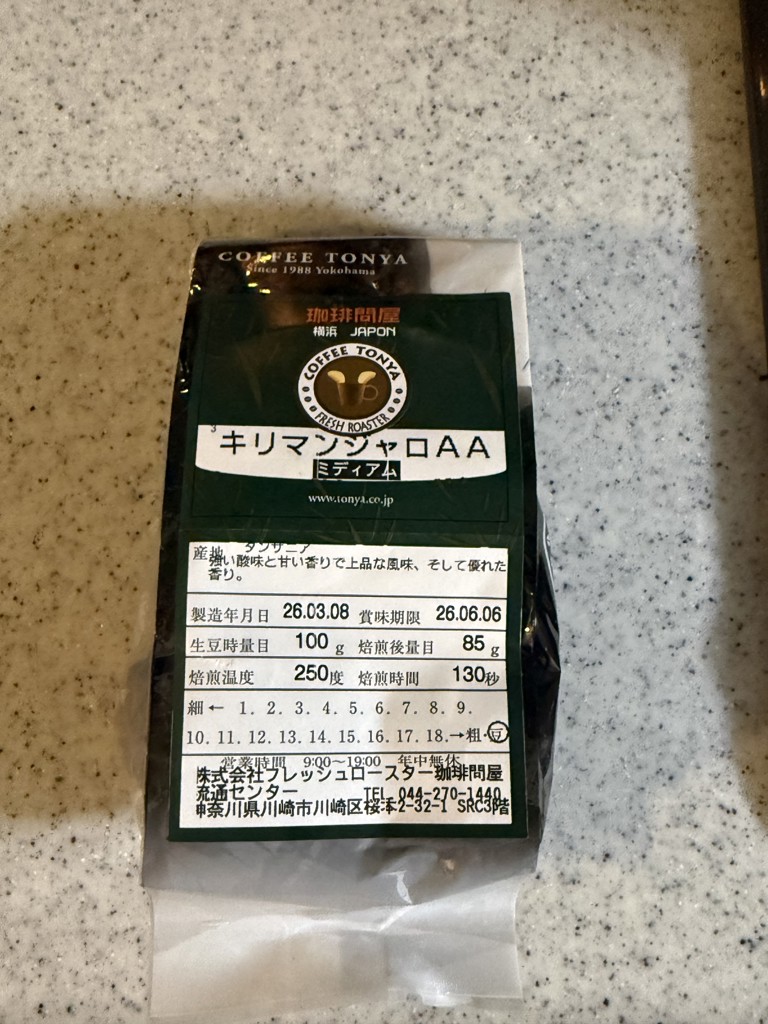 COFFEE TONYA
Since 1988 Yokohama
珈琲問屋
横浜 JAPON
COFFEE TONYA
FRESH ROASTER
3
キリマンジャロAA
ミディアム
www.tonya.co.jp
産地 タンザニア
強い酸味と甘い香りで上品な風味、そして優れた
香り。
製造年月日 26.03.08 賞味期限 26.06.06
生豆時量目 100 g 焙煎後量目 85 g
焙煎温度 250度 焙煎時間 130秒
細← 1. 2. 3. 4. 5. 6. 7. 8. 9.
10. 11. 12. 13. 14. 15. 16. 17. 18.→粗・豆
営業時間 9:00〜19:00 年中無休
株式会社フレッシュロースター珈琲問屋
流通センター TEL 044-270-1440
神奈川県川崎市川崎区桜本2-32-1 SRC3階